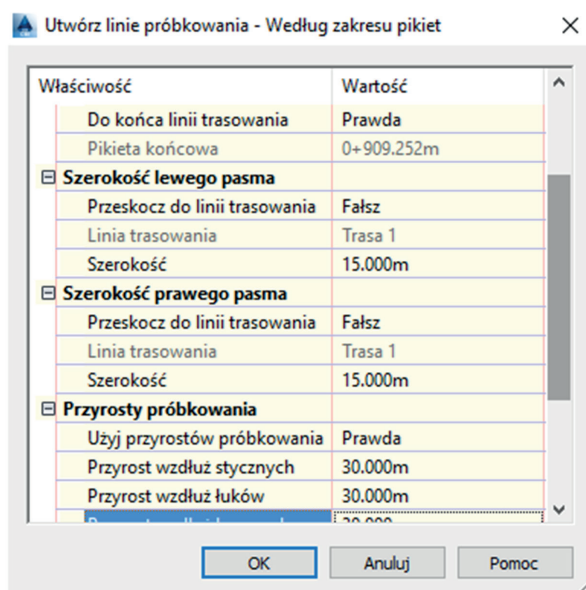 Utwórz linie próbkowania - Według zakresu pikiet
Właściwość Wartość
Do końca linii trasowania Prawda
Pikieta końcowa 0+909.252m
Szerokość lewego pasma
Przeskocz do linii trasowania Fałsz
Linia trasowania Trasa 1
Szerokość 15.000m
Szerokość prawego pasma
Przeskocz do linii trasowania Fałsz
Linia trasowania Trasa 1
Szerokość 15.000m
Przyrosty próbkowania
Użyj przyrostów próbkowania Prawda
Przyrost wzdłuż stycznych 30.000m
Przyrost wzdłuż łuków 30.000m
OK Anuluj Pomoc